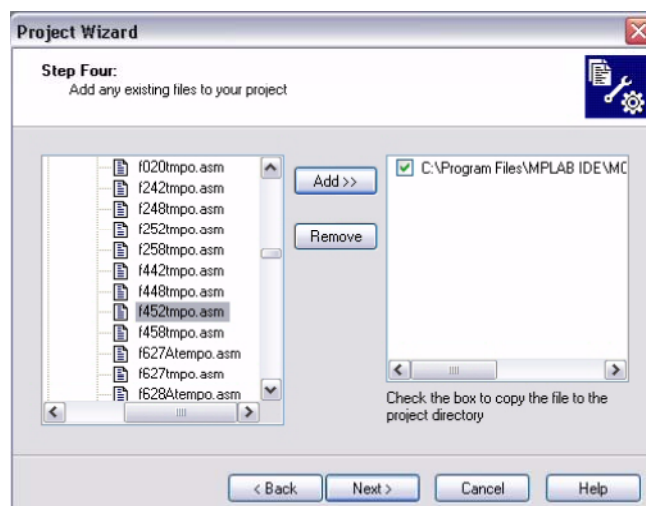 Project Wizard
Step Four:
Add any existing files to your project
f020tmpo.asm
f242tmpo.asm
f248tmpo.asm
f252tmpo.asm
f258tmpo.asm
f442tmpo.asm
f448tmpo.asm
f452tmpo.asm
f458tmpo.asm
f627Atempo.asm
f627tmpo.asm
f628Atempo.asm
Add >>
Remove
C:\Program Files\MPLAB IDE\MC
Check the box to copy the file to the
project directory
< Back
Next >
Cancel
Help